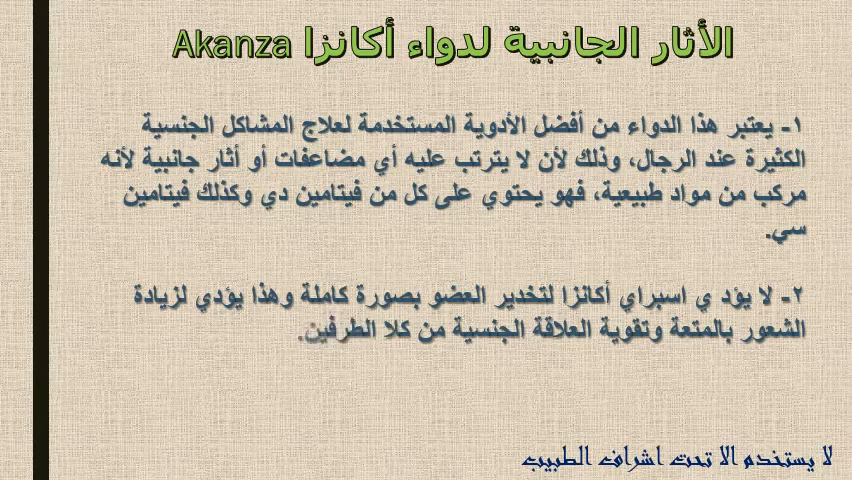 الأثار الجانبية لدواء أكانزا Akanza
١- يعتبر هذا الدواء من أفضل الأدوية المستخدمة لعلاج المشاكل الجنسية
الكثيرة عند الرجال، وذلك لأن لا يترتب عليه أي مضاعفات أو أثار جانبية لأنه
مركب من مواد طبيعية، فهو يحتوي على كل من فيتامين دي وكذلك فيتامين
سي.
٢- لا يؤد ي اسبراي أكانزا لتخدير العضو بصورة كاملة وهذا يؤدي لزيادة
الشعور بالمتعة وتقوية العلاقة الجنسية من كلا الطرفين.
لا يستخدم الا تحت اشراف الطبيب